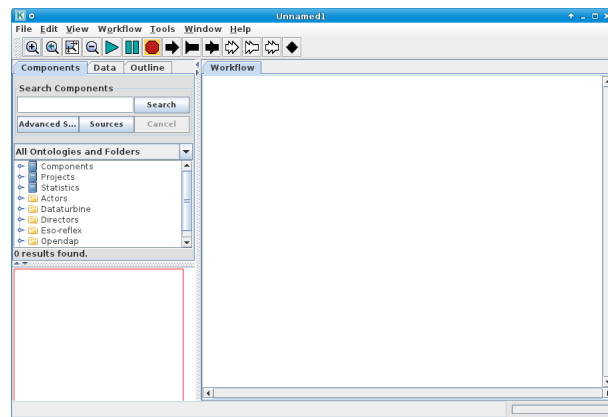 Unnamed1
File Edit View Workflow Tools Window Help
Components Data Outline
Workflow
Search Components
Search
Advanced S... Sources Cancel
All Ontologies and Folders
Components
Projects
Statistics
Actors
Dataturbine
Directors
Eso-reflex
Opendap
0 results found.